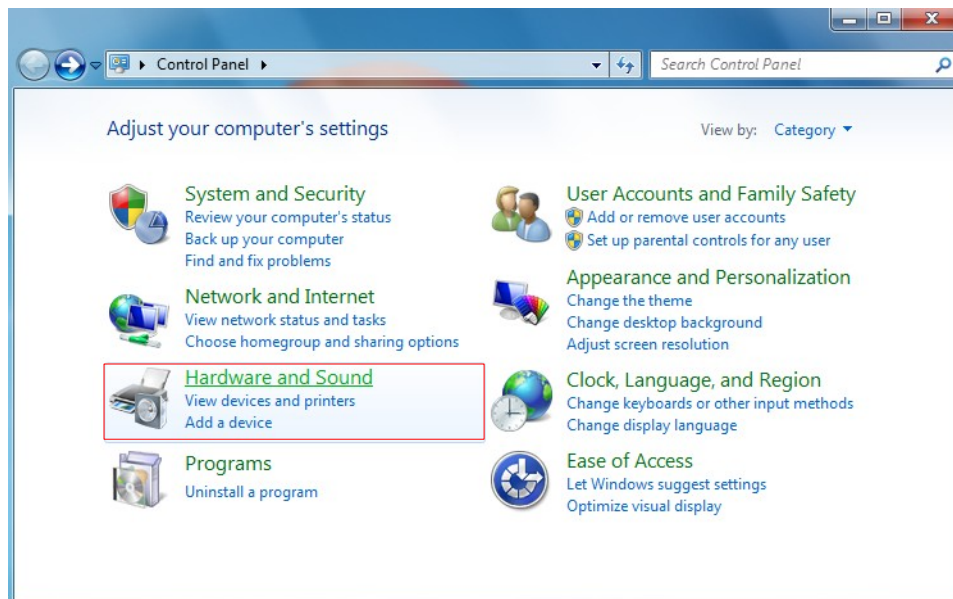 Control Panel
Search Control Panel
Adjust your computer's settings
View by: Category
System and Security
Review your computer's status
Back up your computer
Find and fix problems
Network and Internet
View network status and tasks
Choose homegroup and sharing options
Hardware and Sound
View devices and printers
Add a device
Programs
Uninstall a program
User Accounts and Family Safety
Add or remove user accounts
Set up parental controls for any user
Appearance and Personalization
Change the theme
Change desktop background
Adjust screen resolution
Clock, Language, and Region
Change keyboards or other input methods
Change display language
Ease of Access
Let Windows suggest settings
Optimize visual display